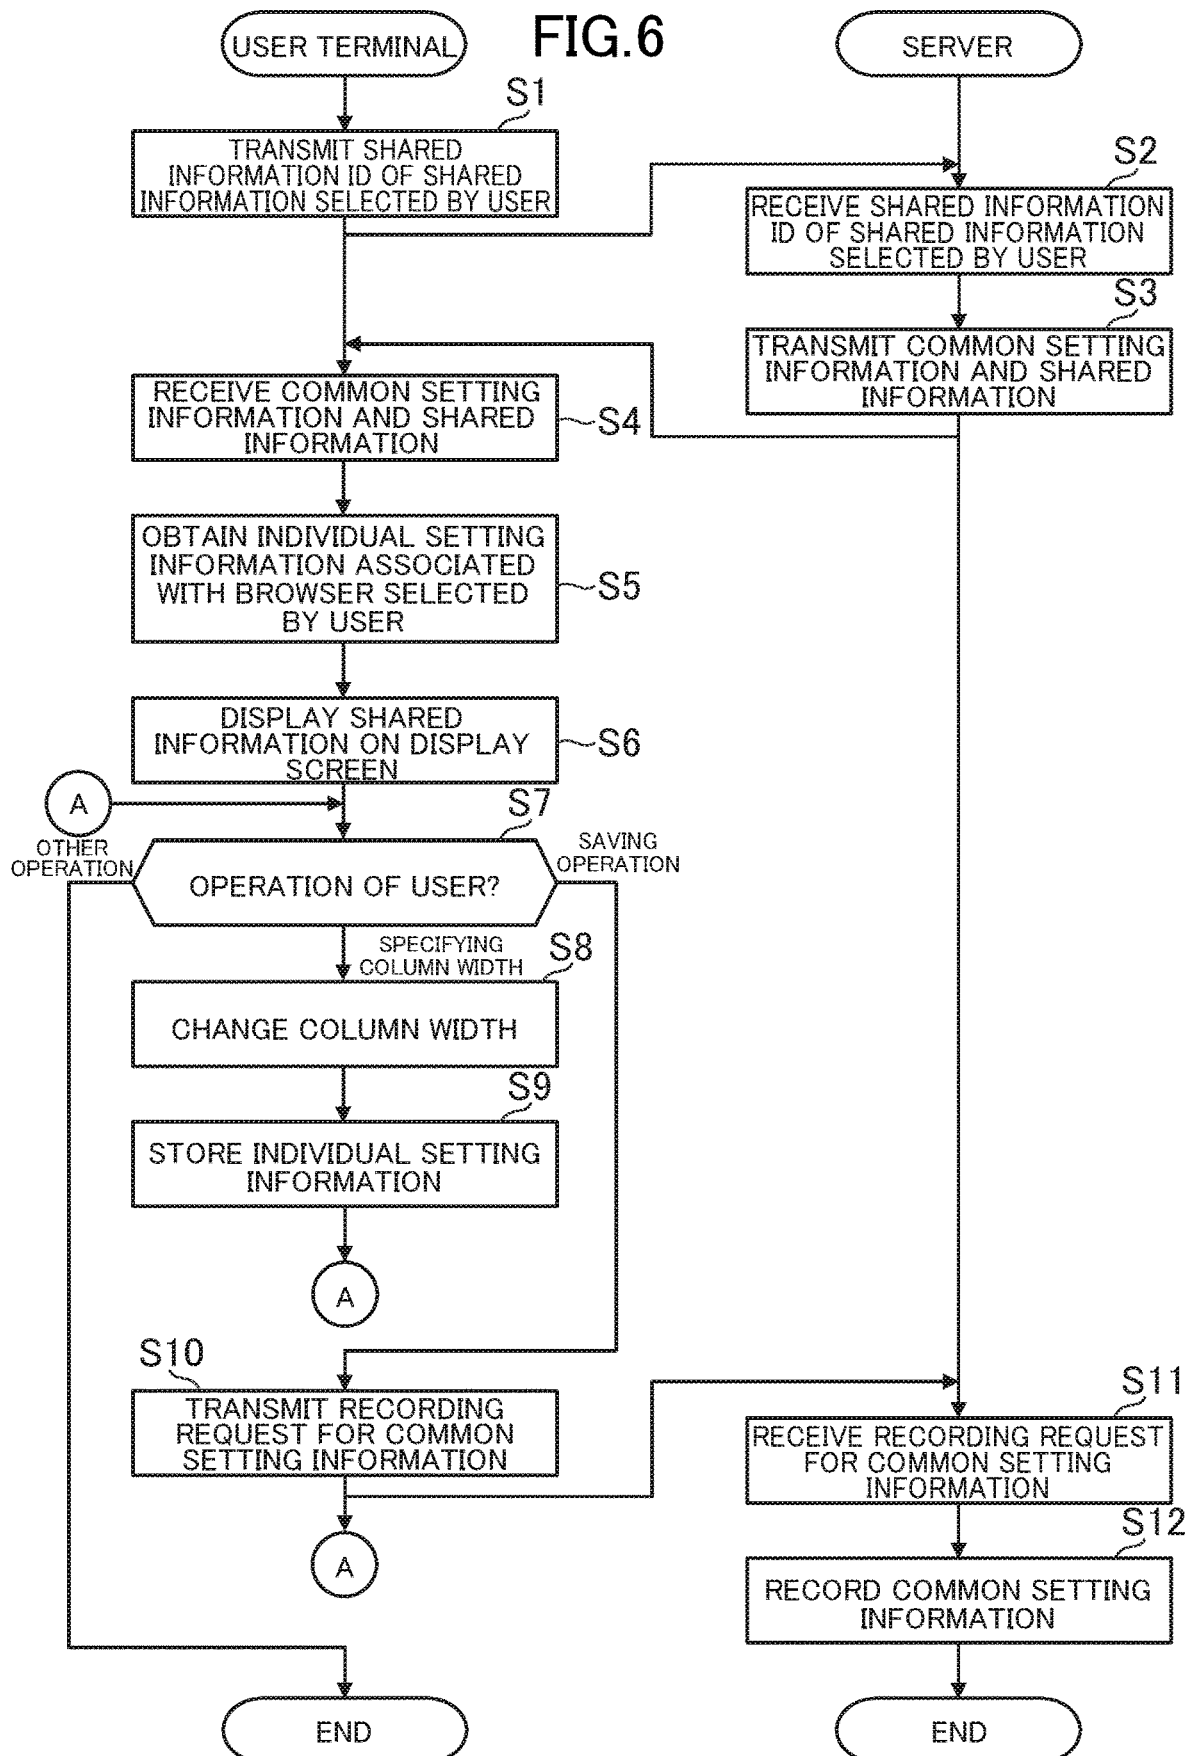 FIG.6
USER TERMINAL
SERVER
S1
TRANSMIT SHARED
INFORMATION ID OF SHARED
INFORMATION SELECTED BY USER
S2
RECEIVE SHARED INFORMATION
ID OF SHARED INFORMATION
SELECTED BY USER
S3
TRANSMIT COMMON SETTING
INFORMATION AND SHARED
INFORMATION
RECEIVE COMMON SETTING
INFORMATION AND SHARED
INFORMATION
S4
OBTAIN INDIVIDUAL SETTING
INFORMATION ASSOCIATED
WITH BROWSER SELECTED
BY USER
S5
DISPLAY SHARED
INFORMATION ON DISPLAY
SCREEN
S6
A
S7
OTHER
OPERATION
SAVING
OPERATION
OPERATION OF USER?
SPECIFYING
COLUMN WIDTH
S8
CHANGE COLUMN WIDTH
S9
STORE INDIVIDUAL SETTING
INFORMATION
A
S10
TRANSMIT RECORDING
REQUEST FOR COMMON
SETTING INFORMATION
S11
RECEIVE RECORDING REQUEST
FOR COMMON SETTING
INFORMATION
A
S12
RECORD COMMON SETTING
INFORMATION
END
END